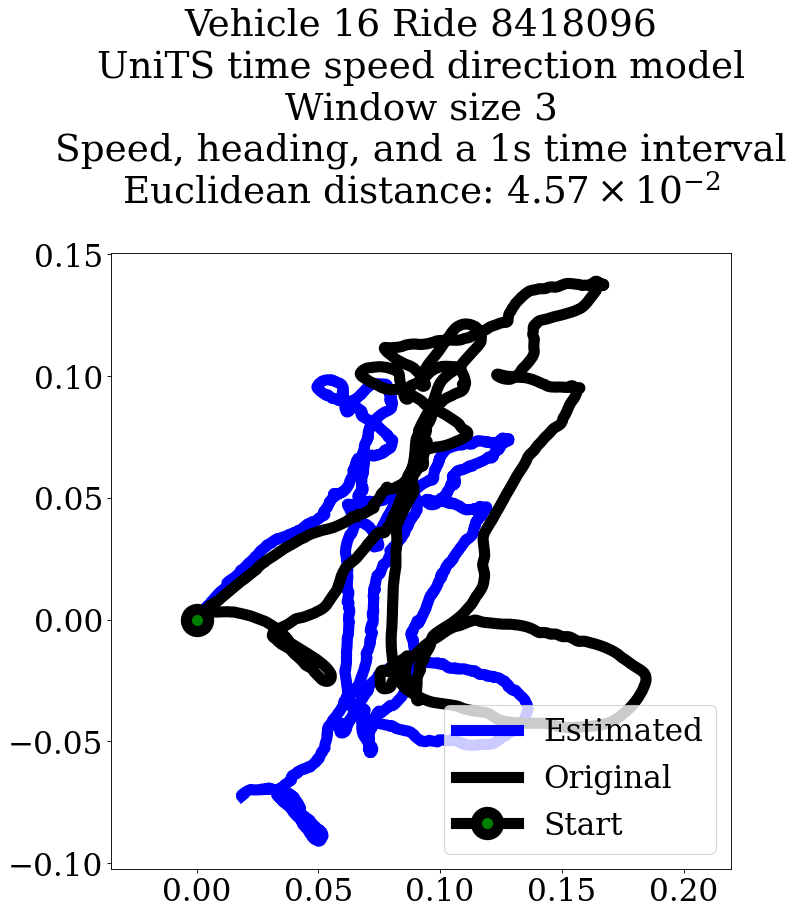 Vehicle 16 Ride 8418096
UniTS time speed direction model
Window size 3
Speed, heading, and a 1s time interval
Euclidean distance: 4.57 × 10⁻²
0.15
0.10
0.05
0.00
−0.05
−0.10
Estimated
Original
Start
0.00 0.05 0.10 0.15 0.20